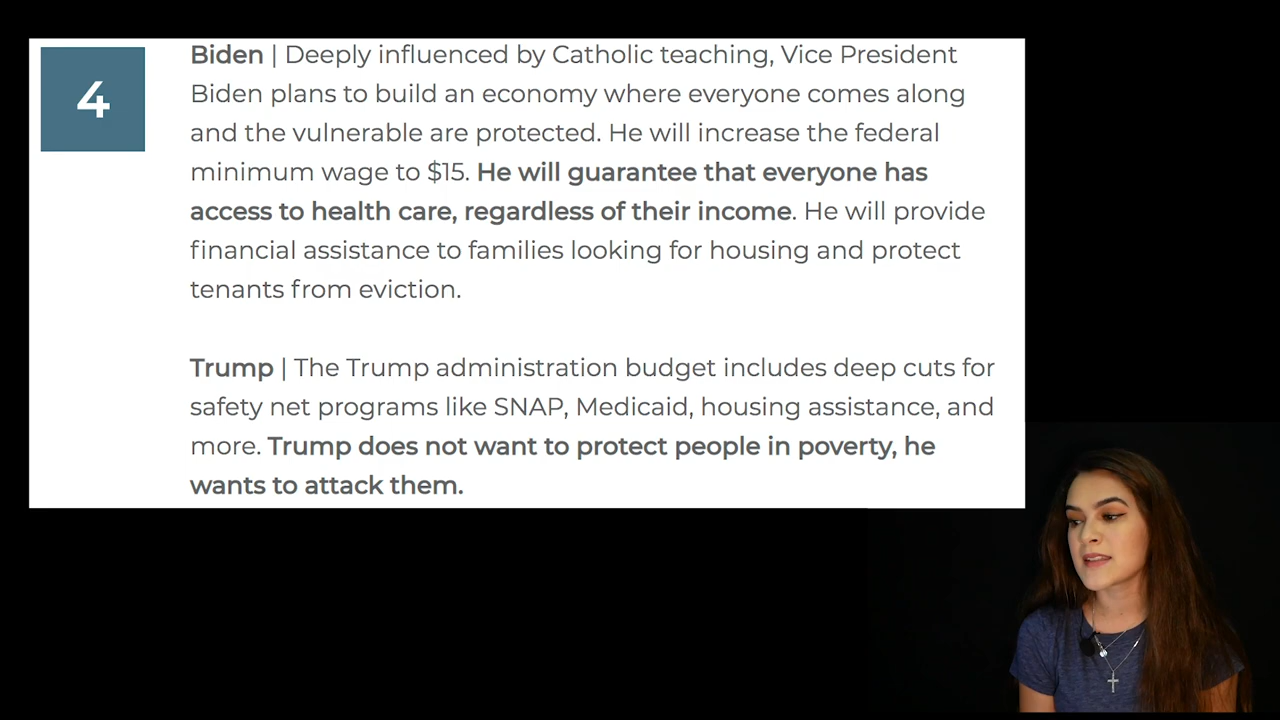 4
Biden | Deeply influenced by Catholic teaching, Vice President
Biden plans to build an economy where everyone comes along
and the vulnerable are protected. He will increase the federal
minimum wage to $15. He will guarantee that everyone has
access to health care, regardless of their income. He will provide
financial assistance to families looking for housing and protect
tenants from eviction.
Trump | The Trump administration budget includes deep cuts for
safety net programs like SNAP, Medicaid, housing assistance, and
more. Trump does not want to protect people in poverty, he
wants to attack them.